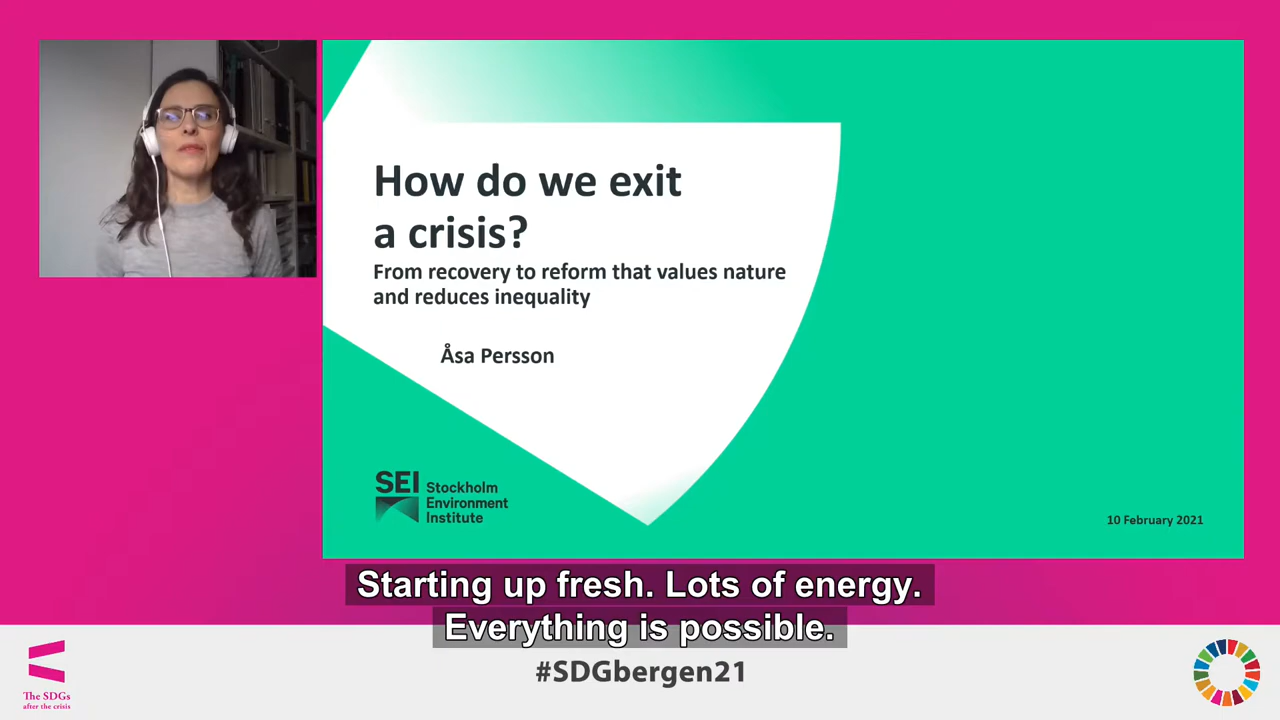 How do we exit
a crisis?
From recovery to reform that values nature
and reduces inequality
Åsa Persson
SEI Stockholm
Environment
Institute
10 February 2021
Starting up fresh. Lots of energy.
Everything is possible.
#SDGbergen21
The SDGs
after the crisis